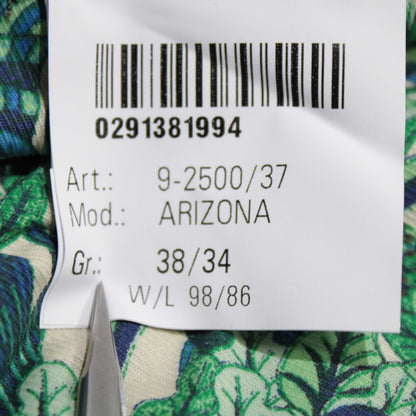 0291381994
Art.: 9-2500/37
Mod.: ARIZONA
Gr.: 38/34
W/L 98/86